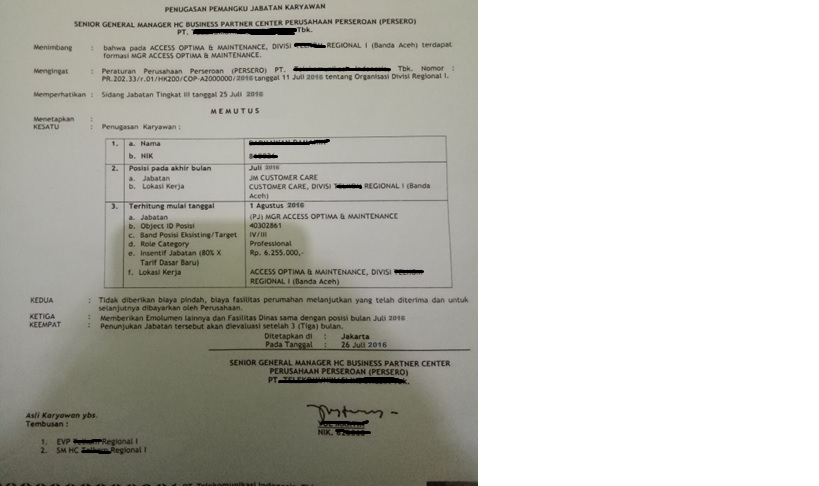 PENUGASAN PEMANGKU JABATAN KARYAWAN
SENIOR GENERAL MANAGER HC BUSINESS PARTNER CENTER PERUSAHAAN PERSEROAN (PERSERO)
PT. Tbk.
Menimbang : bahwa pada ACCESS OPTIMA & MAINTENANCE, DIVISI REGIONAL I (Banda Aceh) terdapat
formasi MGR ACCESS OPTIMA & MAINTENANCE.
Mengingat : Peraturan Perusahaan Perseroan (PERSERO) PT. Tbk. Nomor :
PR.202.33/r.01/HK200/COP-A2000000/2016 tanggal 11 Juli 2016 tentang Organisasi Divisi Regional I.
Memperhatikan : Sidang Jabatan Tingkat III tanggal 25 Juli 2016
M E M U T U S
Menetapkan :
KESATU : Penugasan Karyawan :
1. a. Nama
b. NIK
2. Posisi pada akhir bulan Juli 2016
a. Jabatan JM CUSTOMER CARE
b. Lokasi Kerja CUSTOMER CARE, DIVISI REGIONAL I (Banda
Aceh)
3. Terhitung mulai tanggal 1 Agustus 2016
a. Jabatan (PJ) MGR ACCESS OPTIMA & MAINTENANCE
b. Object ID Posisi 40302861
c. Band Posisi Eksisting/Target IV/III
d. Role Category Professional
e. Insentif Jabatan (80% X Rp. 6.255.000,-
Tarif Dasar Baru)
f. Lokasi Kerja ACCESS OPTIMA & MAINTENANCE, DIVISI
REGIONAL I (Banda Aceh)
KEDUA : Tidak diberikan biaya pindah, biaya fasilitas perumahan melanjutkan yang telah diterima dan untuk
selanjutnya dibayarkan oleh Perusahaan.
KETIGA : Memberikan Emolumen lainnya dan Fasilitas Dinas sama dengan posisi bulan Juli 2016
KEEMPAT : Penunjukan Jabatan tersebut akan dievaluasi setelah 3 (Tiga) bulan.
Ditetapkan di : Jakarta
Pada Tanggal : 26 Juli 2016
SENIOR GENERAL MANAGER HC BUSINESS PARTNER CENTER
PERUSAHAAN PERSEROAN (PERSERO)
PT.
Asli Karyawan ybs.
Tembusan :
NIK.
1. EVP Regional I
2. SM HC Regional I